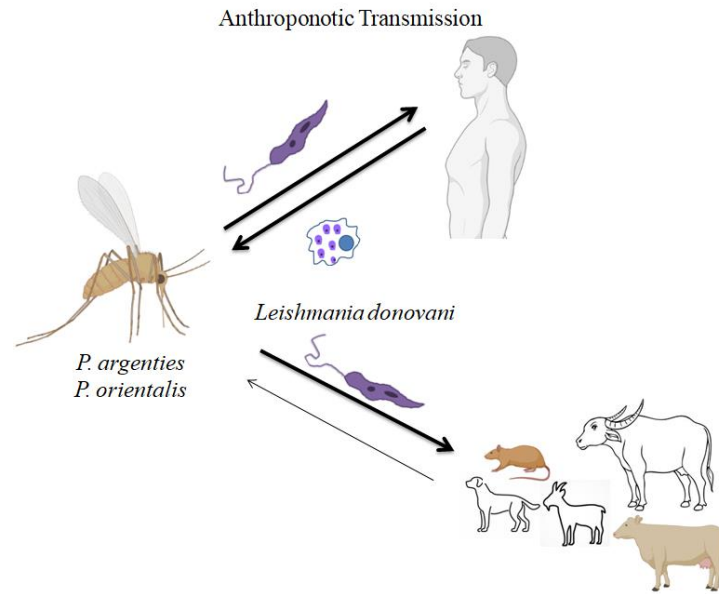 Anthroponotic Transmission
Leishmania donovani
P. argenties
P. orientalis